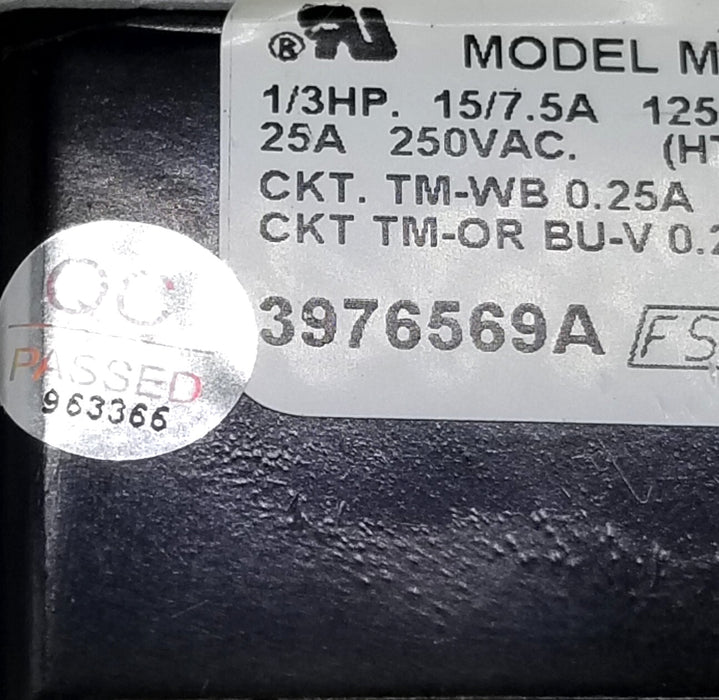 ® MODEL M
1/3HP. 15/7.5A 125
25A 250VAC. (HT
CKT. TM-WB 0.25A
CKT TM-OR BU-V 0.2
3976569A FS
QC
PASSED
963366